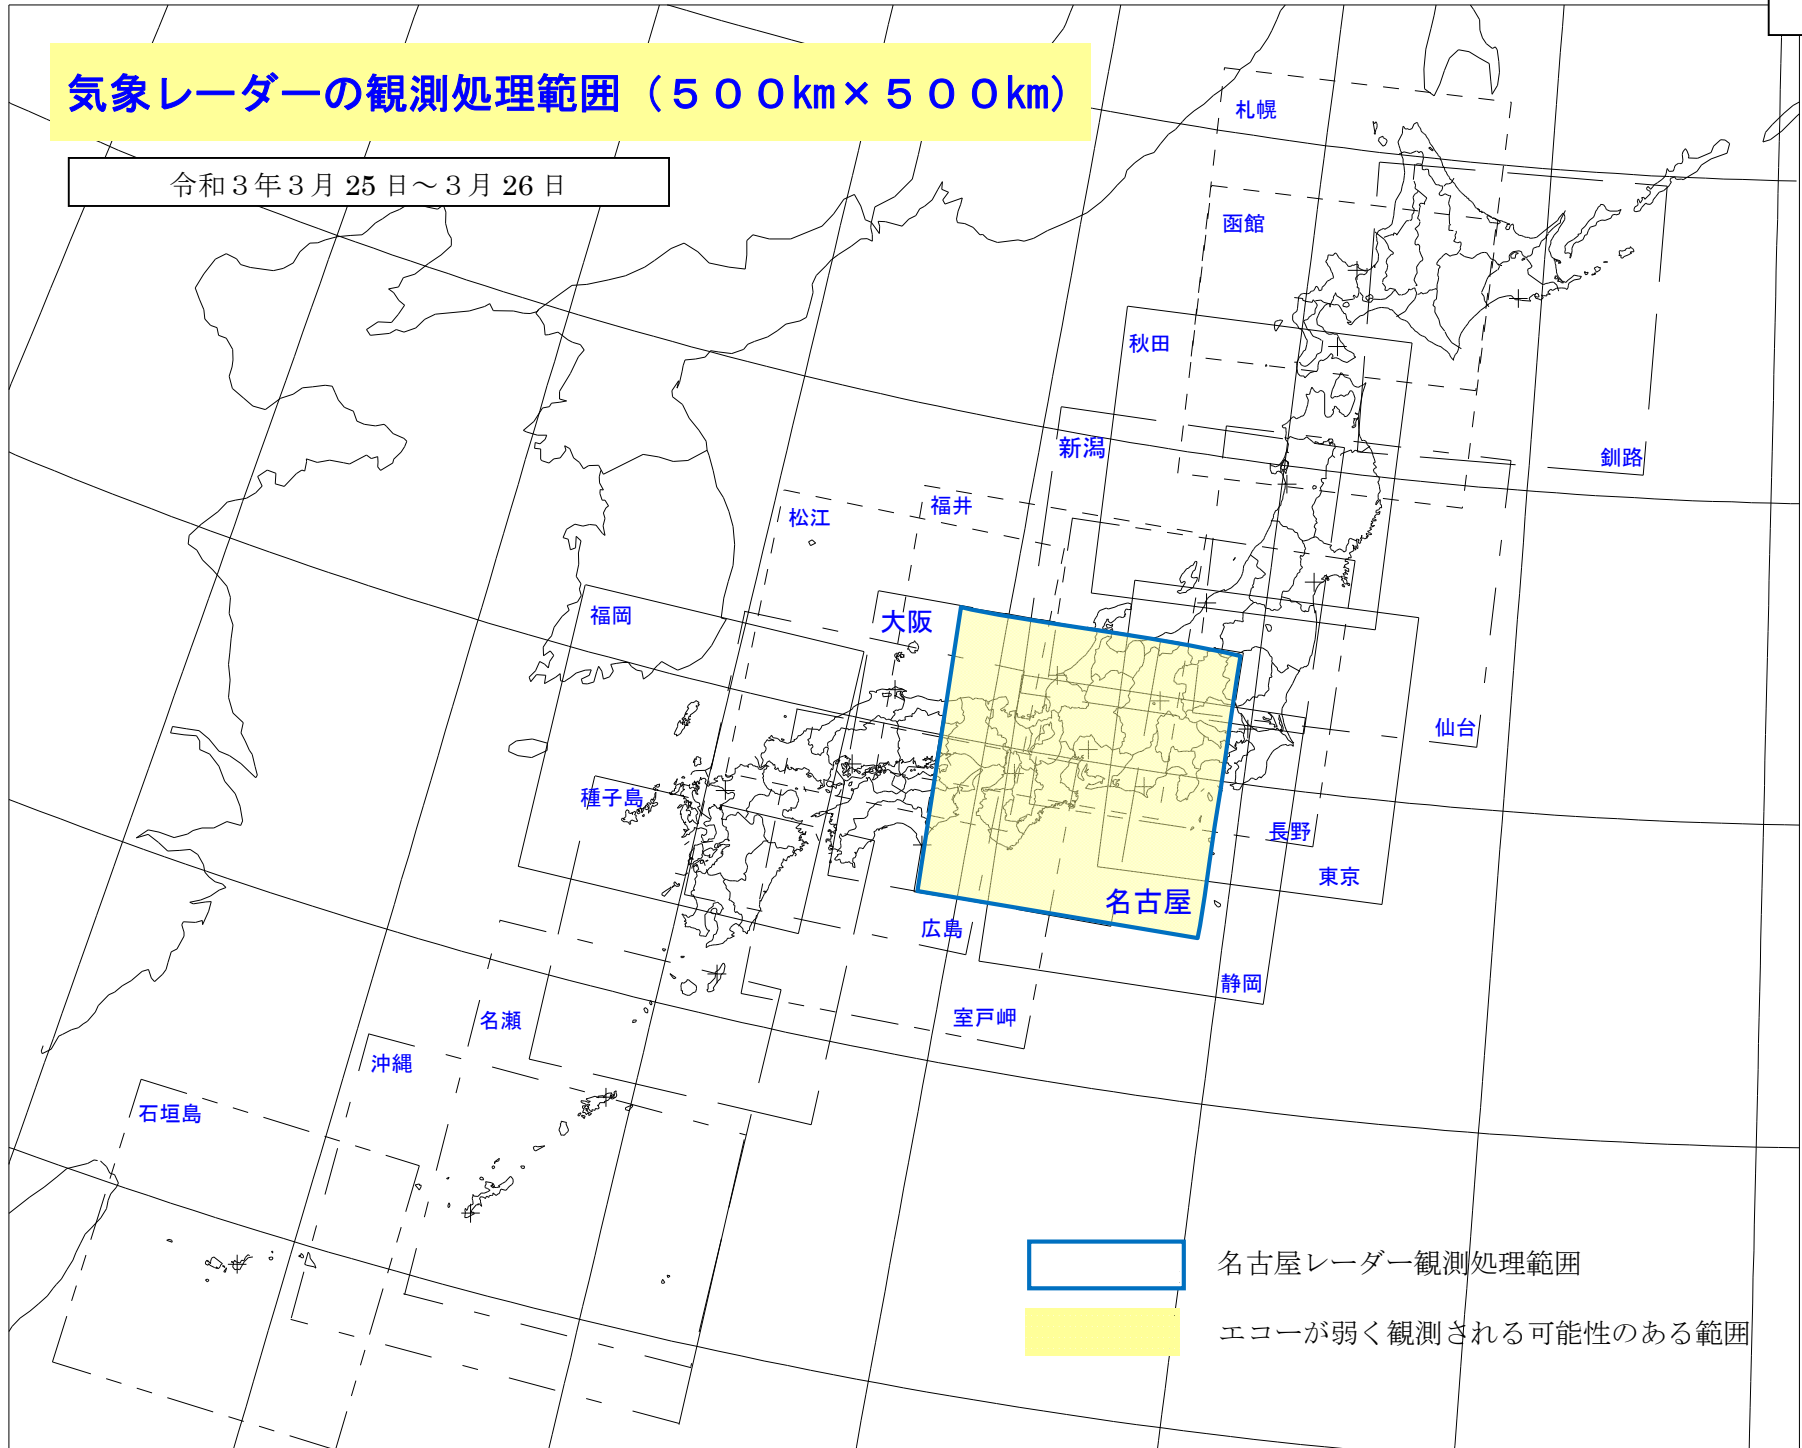 気象レーダーの観測処理範囲（５００㎞×５００㎞）
令和３年３月 25 日～３月 26 日
札幌
函館
秋田
新潟
釧路
福井
松江
福岡
大阪
仙台
種子島
長野
東京
名古屋
広島
静岡
室戸岬
名瀬
沖縄
石垣島
名古屋レーダー観測処理範囲
エコーが弱く観測される可能性のある範囲